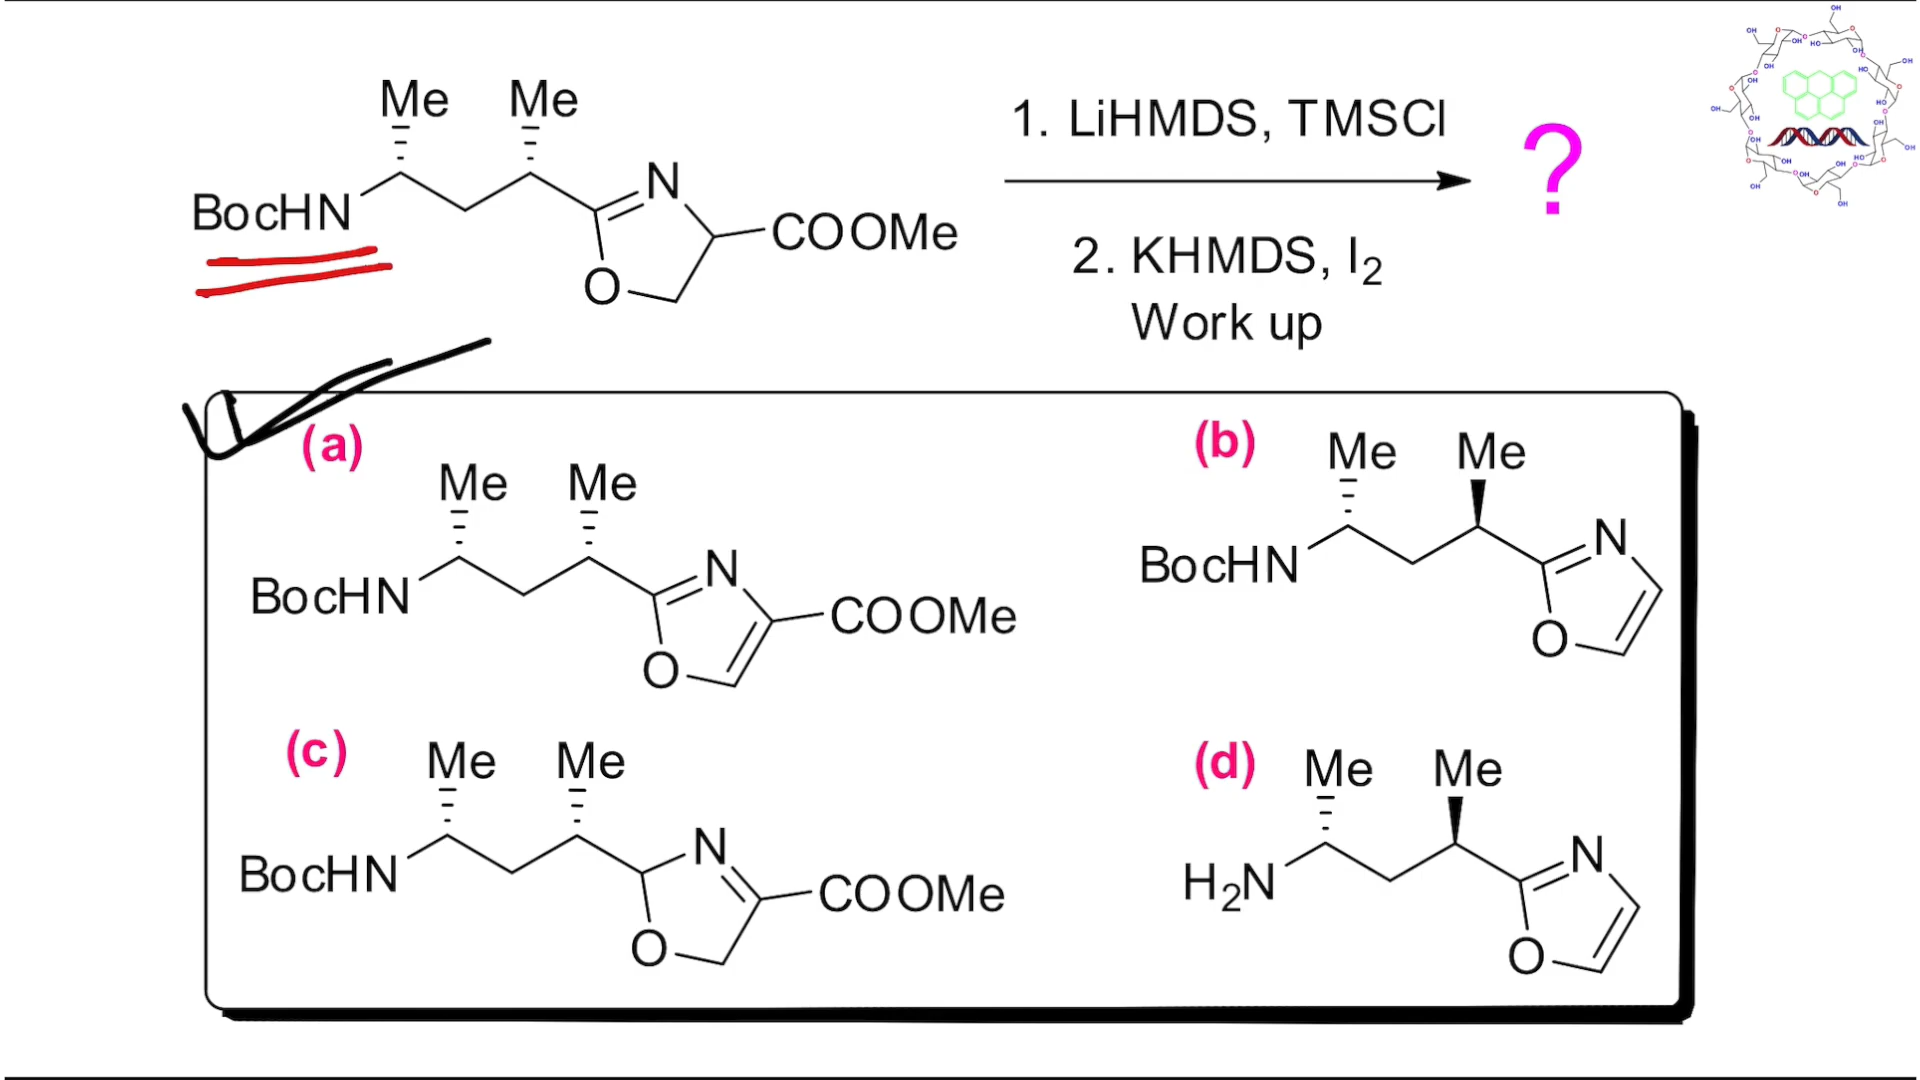 Me Me
1. LiHMDS, TMSCl
BocHN N COOMe ?
O
2. KHMDS, I2
Work up
(a) (b)
Me Me
Me Me
BocHN N COOMe
O
BocHN N
O
(c) (d)
Me Me
Me Me
BocHN N COOMe
O
H2N N
O